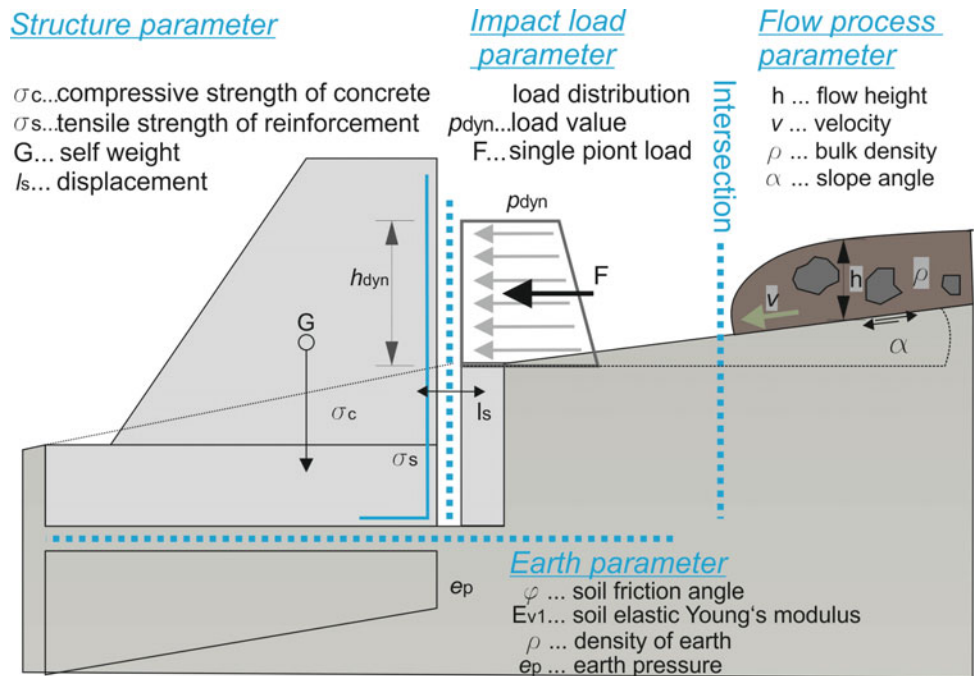 Structure parameter
σc...compressive strength of concrete
σs...tensile strength of reinforcement
G... self weight
ls... displacement
Impact load
parameter
load distribution
pdyn...load value
F...single piont load
Flow process
parameter
h ... flow height
v ... velocity
ρ ... bulk density
α ... slope angle
Intersection
pdyn
hdyn
F
G
h
ρ
v
α
σc
ls
σs
ep
Earth parameter
φ ... soil friction angle
Ev1... soil elastic Young's modulus
ρ ... density of earth
ep ... earth pressure